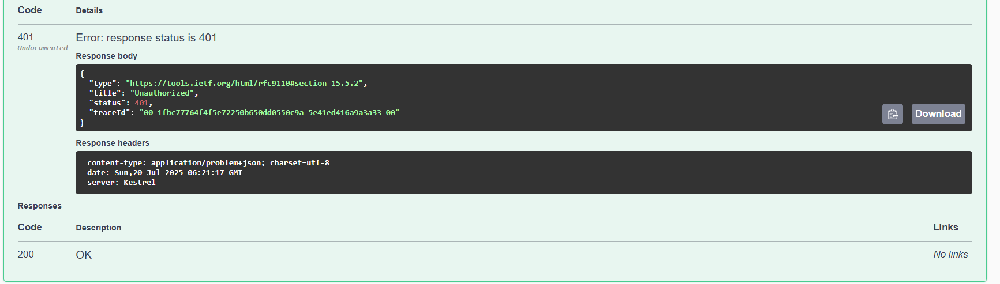 Code Details
401 Error: response status is 401
Undocumented
Response body
{
"type": "https://tools.ietf.org/html/rfc9110#section-15.5.2",
"title": "Unauthorized",
"status": 401,
"traceId": "00-1fbc77764f4f5e72250b650dd0550c9a-5e41ed416a9a3a33-00"
}
Download
Response headers
content-type: application/problem+json; charset=utf-8
date: Sun,20 Jul 2025 06:21:17 GMT
server: Kestrel
Responses
Code Description Links
200 OK No links